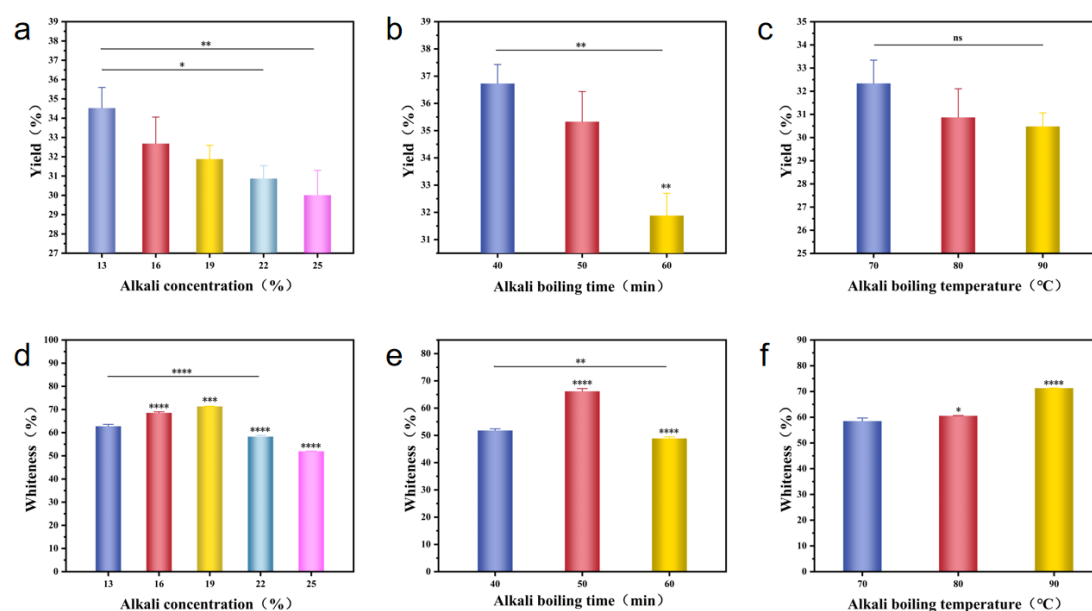 a
39
38
37
36
35
34
33
32
31
30
29
28
27
**
*
Yield（%）
13 16 19 22 25
Alkali concentration（%）
b
39
38
37
36
35
34
33
32
31
**
**
Yield（%）
40 50 60
Alkali boiling time（min）
c
35
34
33
32
31
30
29
28
27
26
25
ns
Yield（%）
70 80 90
Alkali boiling temperature（℃）
d
100
90
80
70
60
50
40
30
20
10
0
****
**** *** **** ****
Whiteness（%）
13 16 19 22 25
Alkali concentration（%）
e
80
70
60
50
40
30
20
10
0
**
**** ****
Whiteness（%）
40 50 60
Alkali boiling time（min）
f
90
80
70
60
50
40
30
20
10
0
* ****
Whiteness（%）
70 80 90
Alkali boiling temperature（℃）